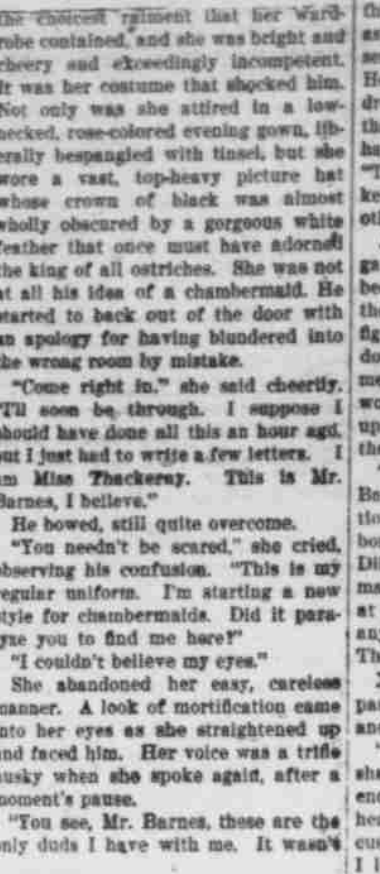 the choicest raiment that her ward-
robe contained, and she was bright and
cheery and exceedingly incompetent.
It was her costume that shocked him.
Not only was she attired in a low-
necked, rose-colored evening gown, lib-
erally bespangled with tinsel, but she
wore a vast, top-heavy picture hat
whose crown of black was almost
wholly obscured by a gorgeous white
feather that once must have adorned
the king of all ostriches. She was not
at all his idea of a chambermaid. He
started to back out of the door with
an apology for having blundered into
the wrong room by mistake.
"Come right in," she said cheerily.
"I'll soon be through. I suppose I
should have done all this an hour ago,
but I just had to write a few letters. I
am Miss Thackeray. This is Mr.
Barnes, I believe."
He bowed, still quite overcome.
"You needn't be scared," she cried,
observing his confusion. "This is my
regular uniform. I'm starting a new
style for chambermaids. Did it para-
lyze you to find me here?"
"I couldn't believe my eyes."
She abandoned her easy, careless
manner. A look of mortification came
into her eyes as she straightened up
and faced him. Her voice was a trifle
husky when she spoke again, after a
moment's pause.
"You see, Mr. Barnes, these are the
only duds I have with me. It wasn't